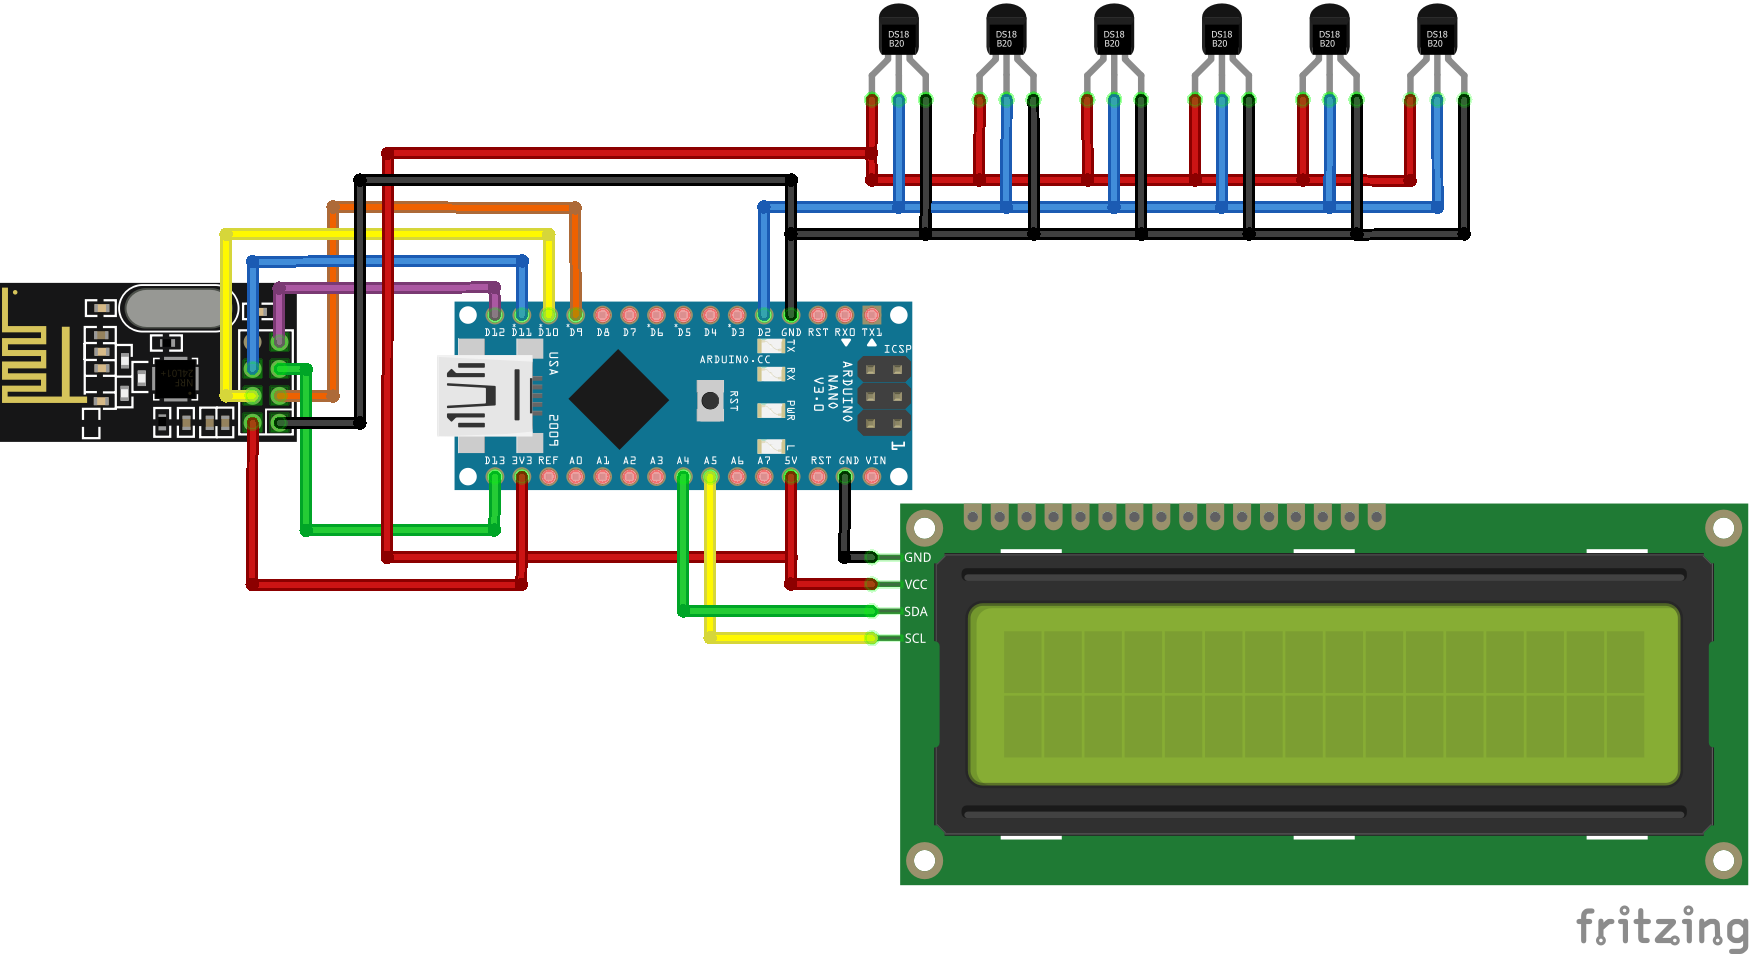 DS18
B20
DS18
B20
DS18
B20
DS18
B20
DS18
B20
DS18
B20
D12 D11 D10 D9 D8 D7 D6 D5 D4 D3 D2 GND RST RX0 TX1
USA
2009
ARDUINO.CC
TX
RX
PWR
L
RST
ICSP
ARDUINO
NANO
V3.0
1
NRF
24L01+
D13 3V3 REF A0 A1 A2 A3 A4 A5 A6 A7 5V RST GND VIN
GND
VCC
SDA
SCL
fritzing